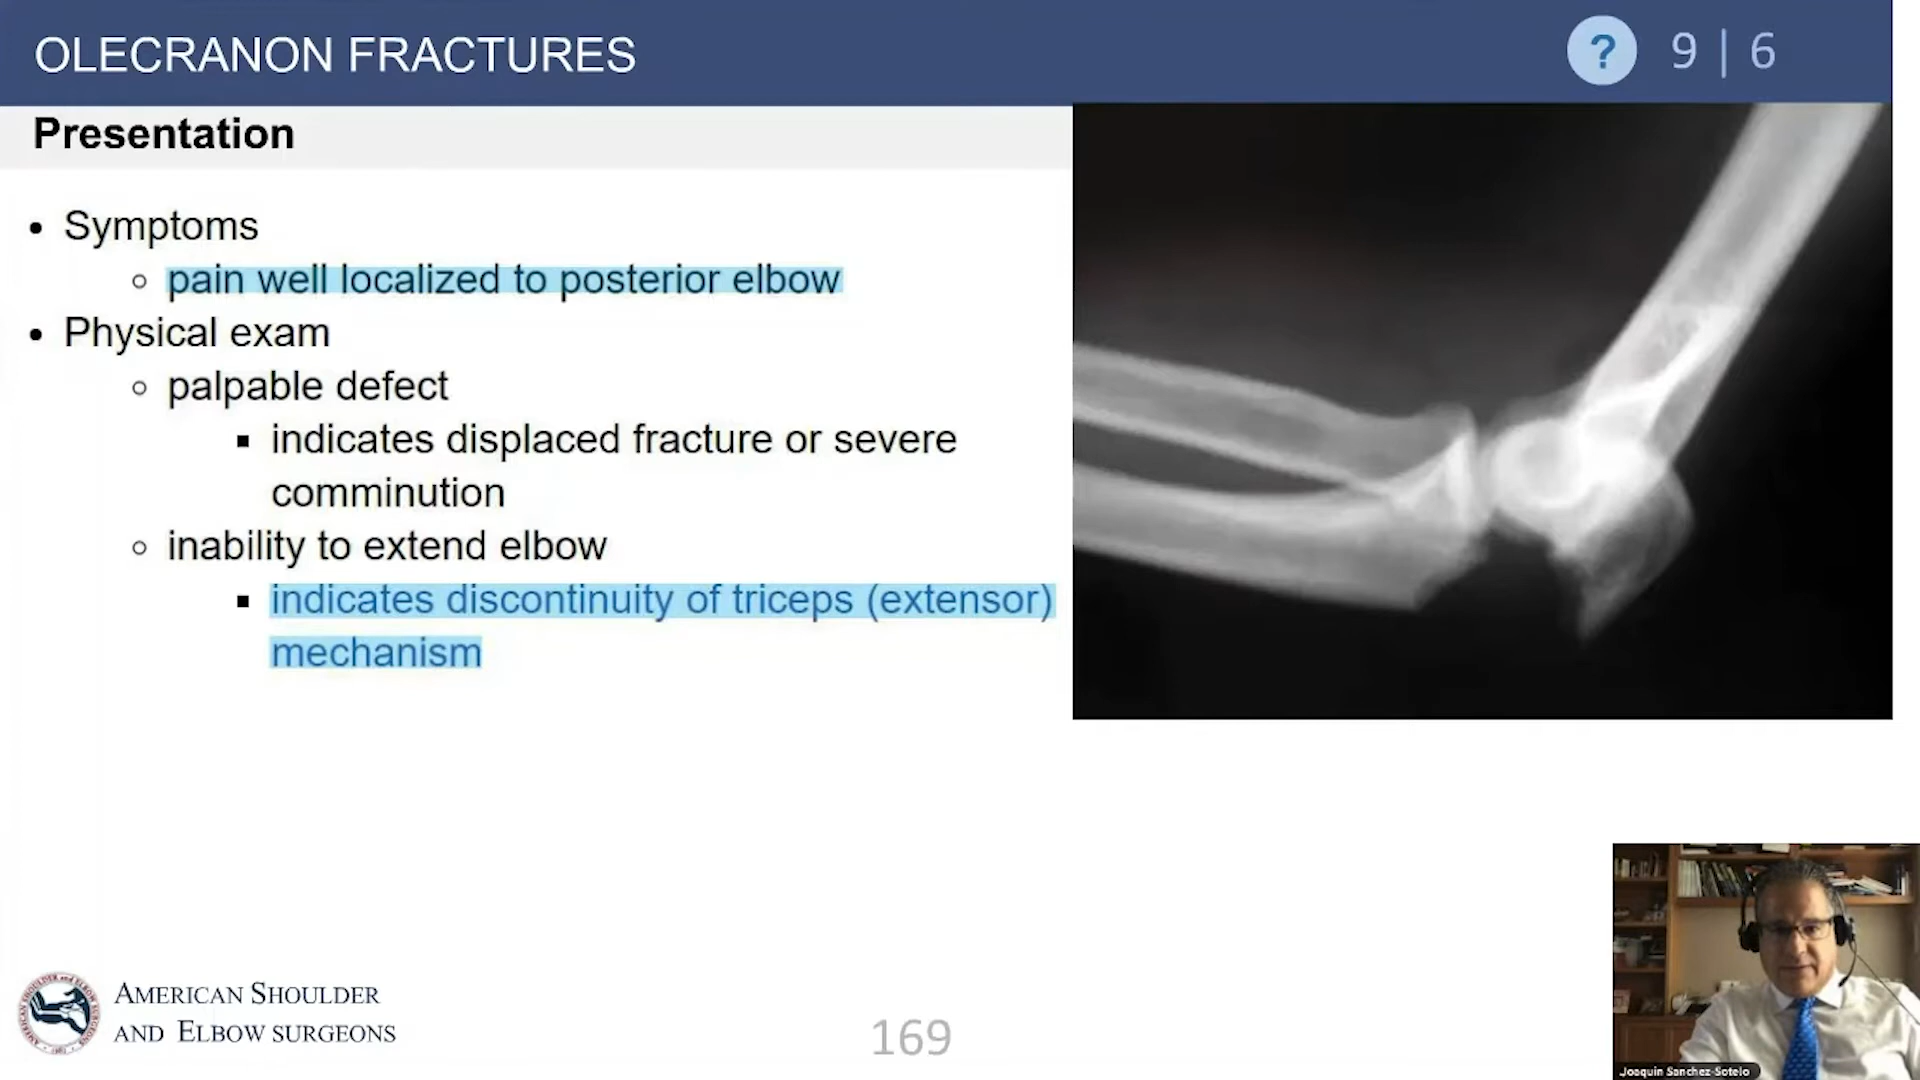 OLECRANON FRACTURES
? 9 | 6
Presentation
• Symptoms
○ pain well localized to posterior elbow
• Physical exam
○ palpable defect
▪ indicates displaced fracture or severe
comminution
○ inability to extend elbow
▪ indicates discontinuity of triceps (extensor)
mechanism
AMERICAN SHOULDER
AND ELBOW SURGEONS
169
Joaquin Sanchez-Sotelo